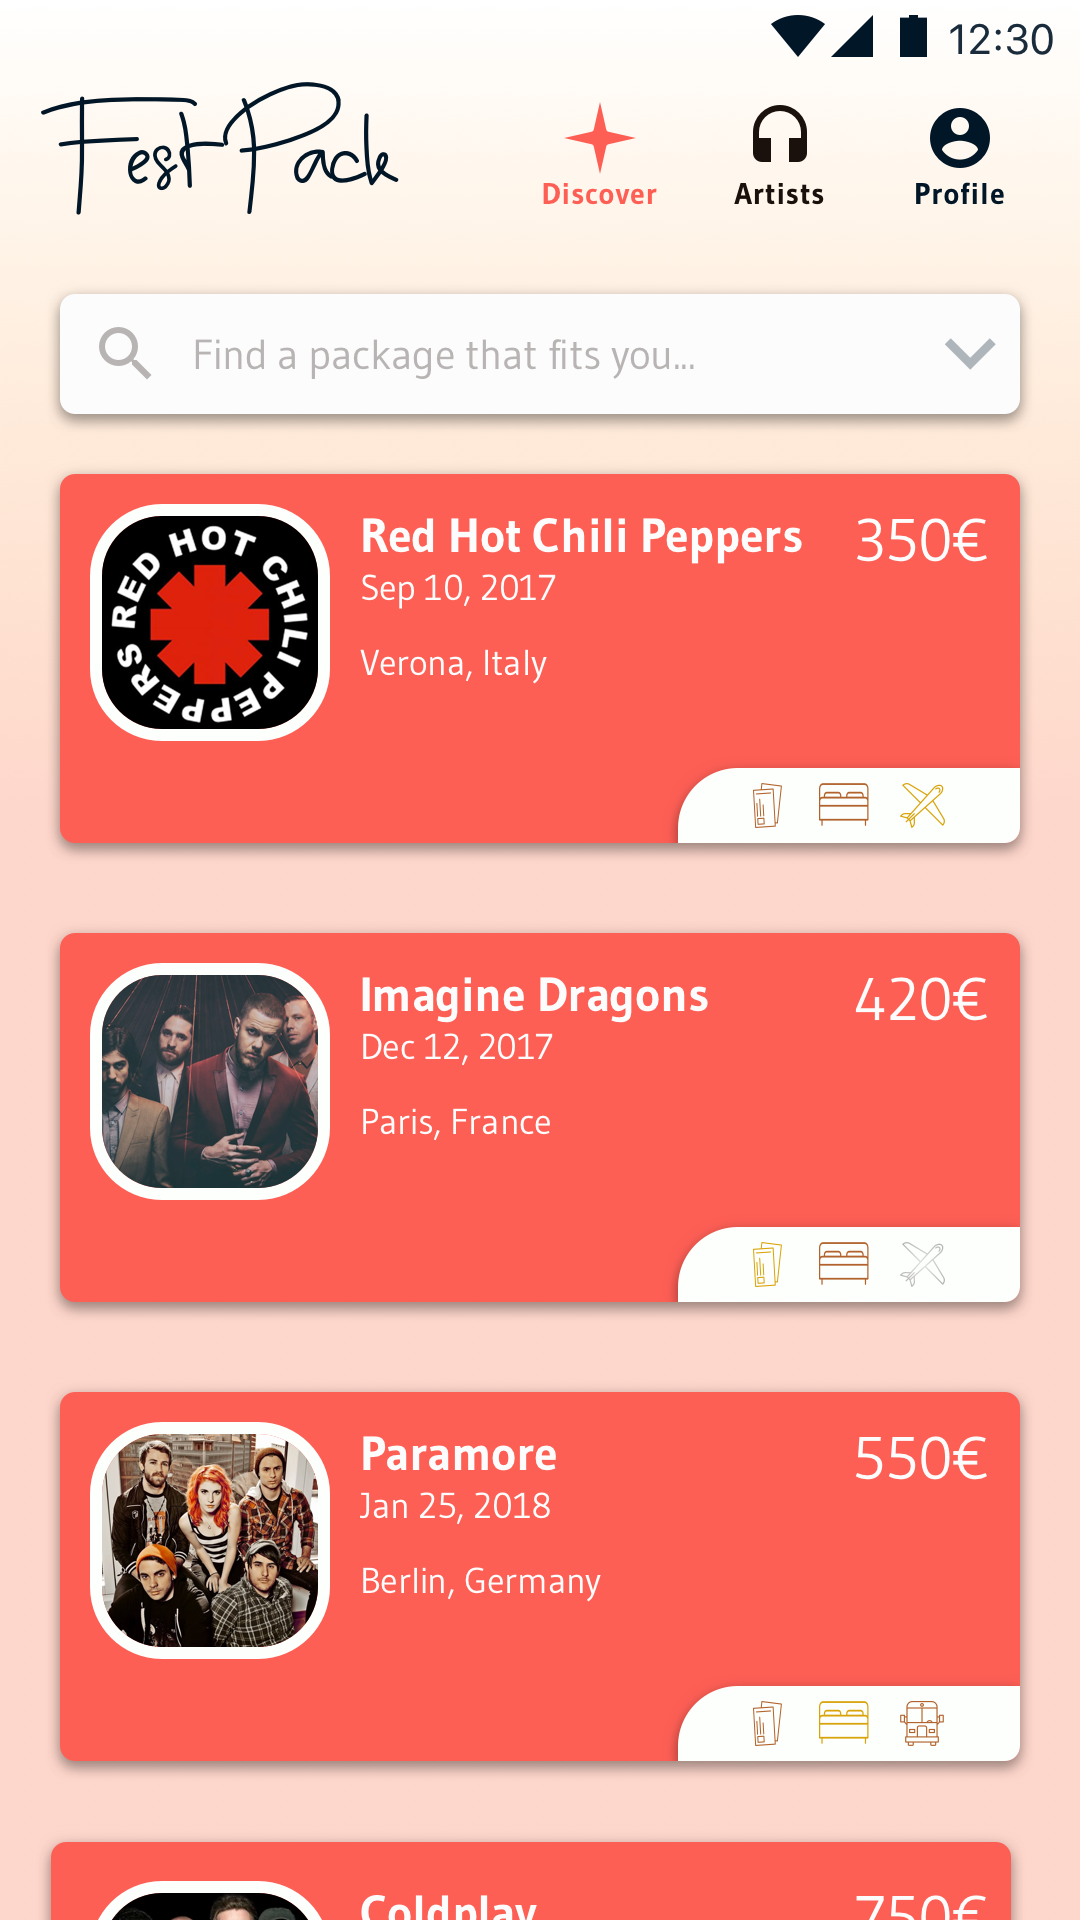 12:30
Fest Pack
Discover
Artists
Profile
Find a package that fits you...
RED HOT CHILI PEPPERS
Red Hot Chili Peppers
350€
Sep 10, 2017
Verona, Italy
Imagine Dragons
420€
Dec 12, 2017
Paris, France
Paramore
550€
Jan 25, 2018
Berlin, Germany
Coldplay
750€